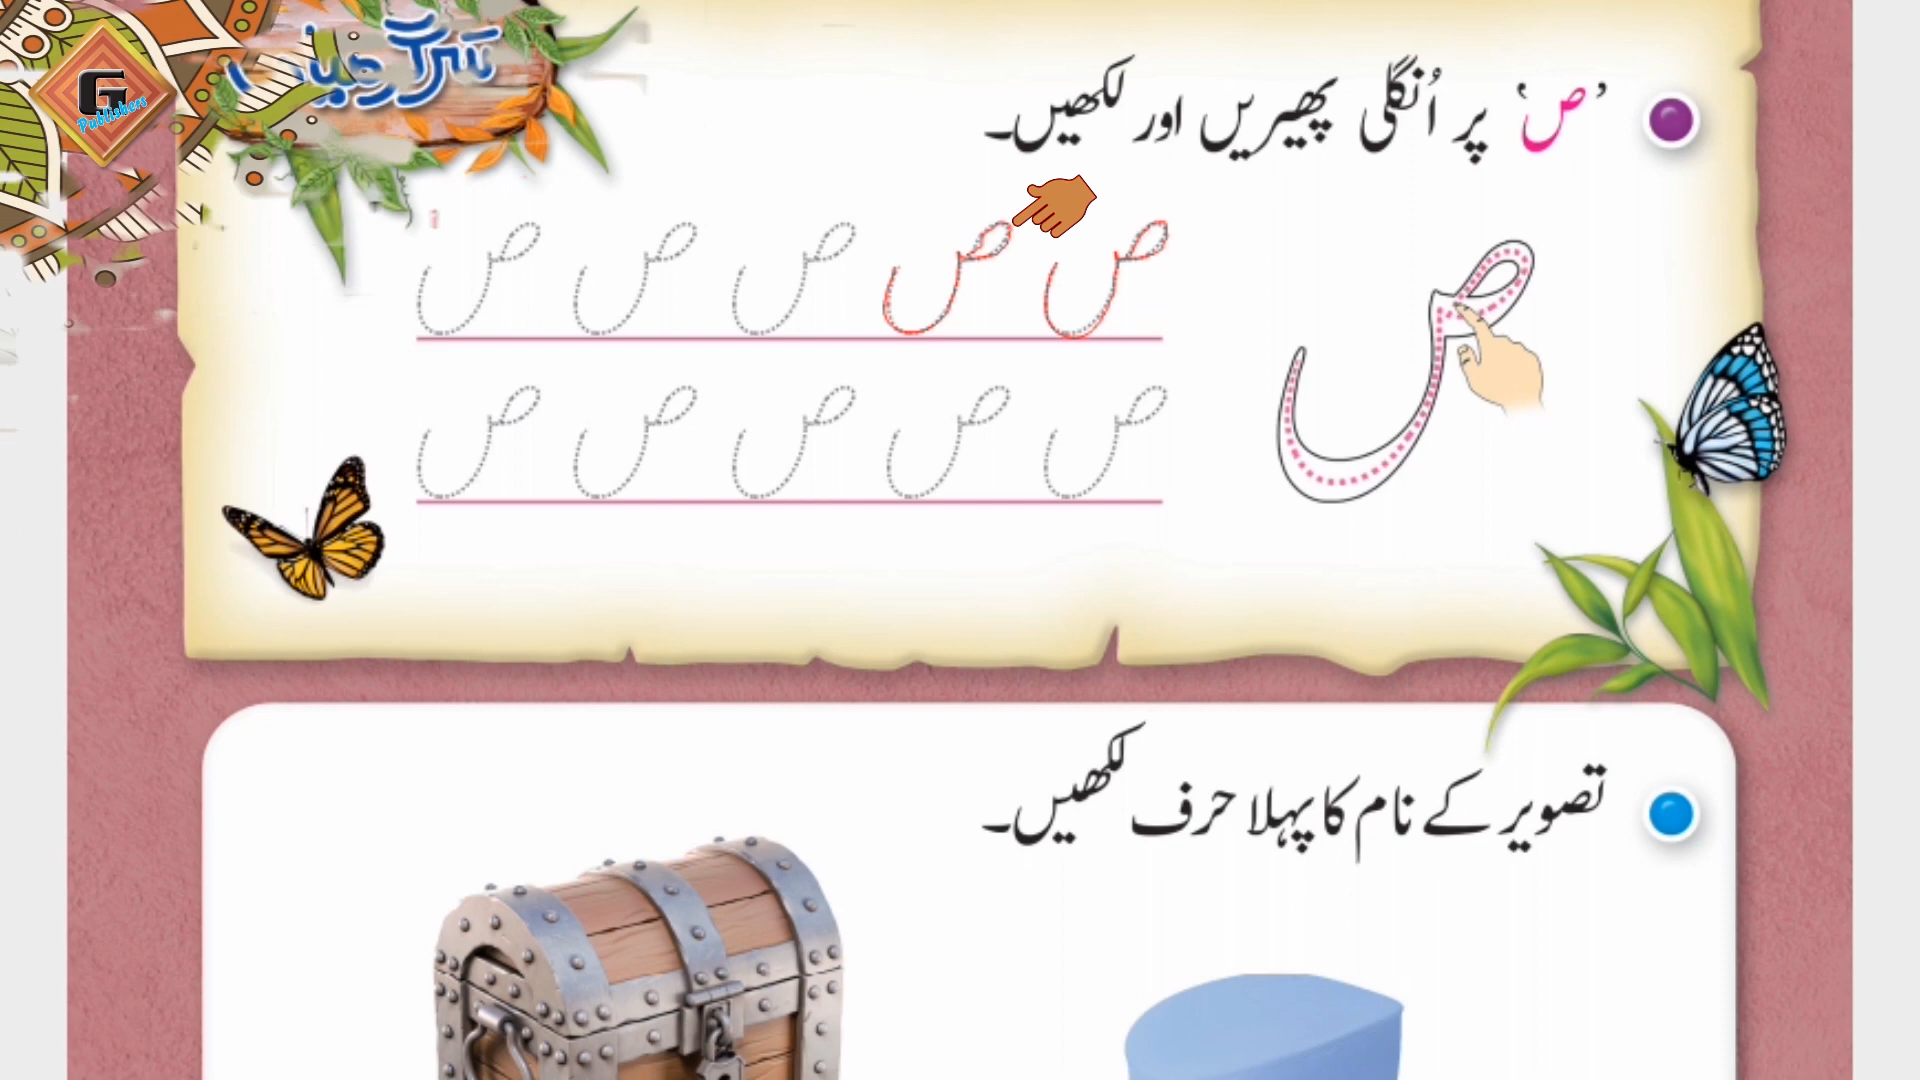 G
Publishers
’ص‘ پر اُنگلی پھیریں اور لکھیں۔
ص ص ص ص ص
ص
ص ص ص ص ص
تصویر کے نام کا پہلا حرف لکھیں۔